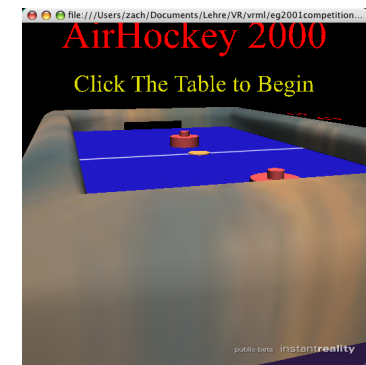 file:///Users/zach/Documents/Lehre/VR/vrml/eg2001competition...
AirHockey 2000
Click The Table to Begin
public beta instantreality